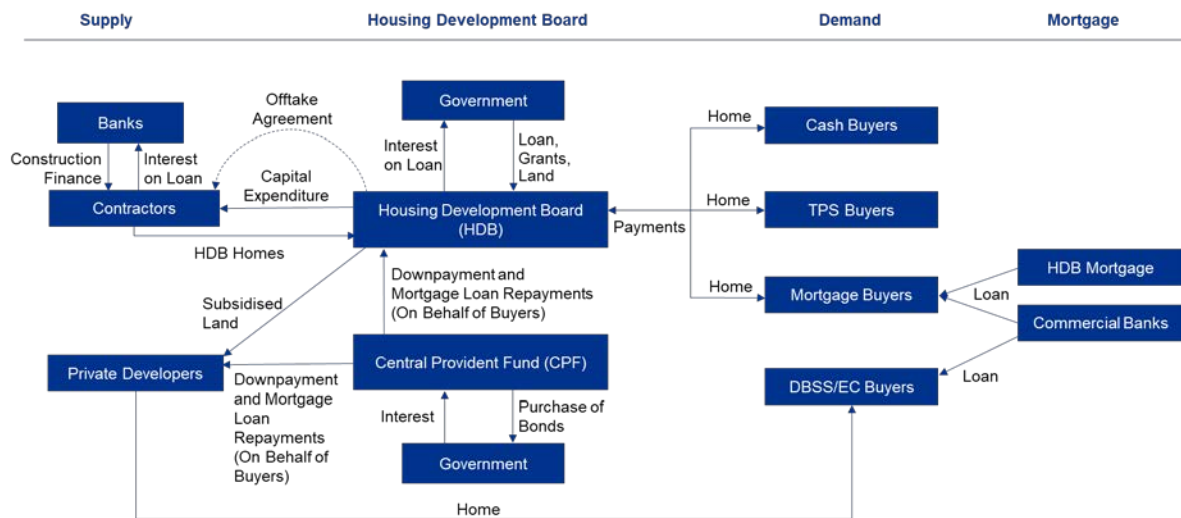 Supply
Housing Development Board
Demand
Mortgage
Banks
Offtake
Agreement
Government
Cash Buyers
Home
Construction
Finance
Interest
on Loan
Capital
Expenditure
Interest
on Loan
Loan,
Grants,
Land
Contractors
Housing Development Board
(HDB)
Payments
Home
TPS Buyers
HDB Homes
Downpayment and
Mortgage Loan Repayments
(On Behalf of Buyers)
Home
Mortgage Buyers
HDB Mortgage
Loan
Commercial Banks
Subsidised
Land
Private Developers
Central Provident Fund (CPF)
DBSS/EC Buyers
Loan
Downpayment
and Mortgage
Loan
Repayments
(On Behalf of
Buyers)
Interest
Purchase of
Bonds
Government
Home